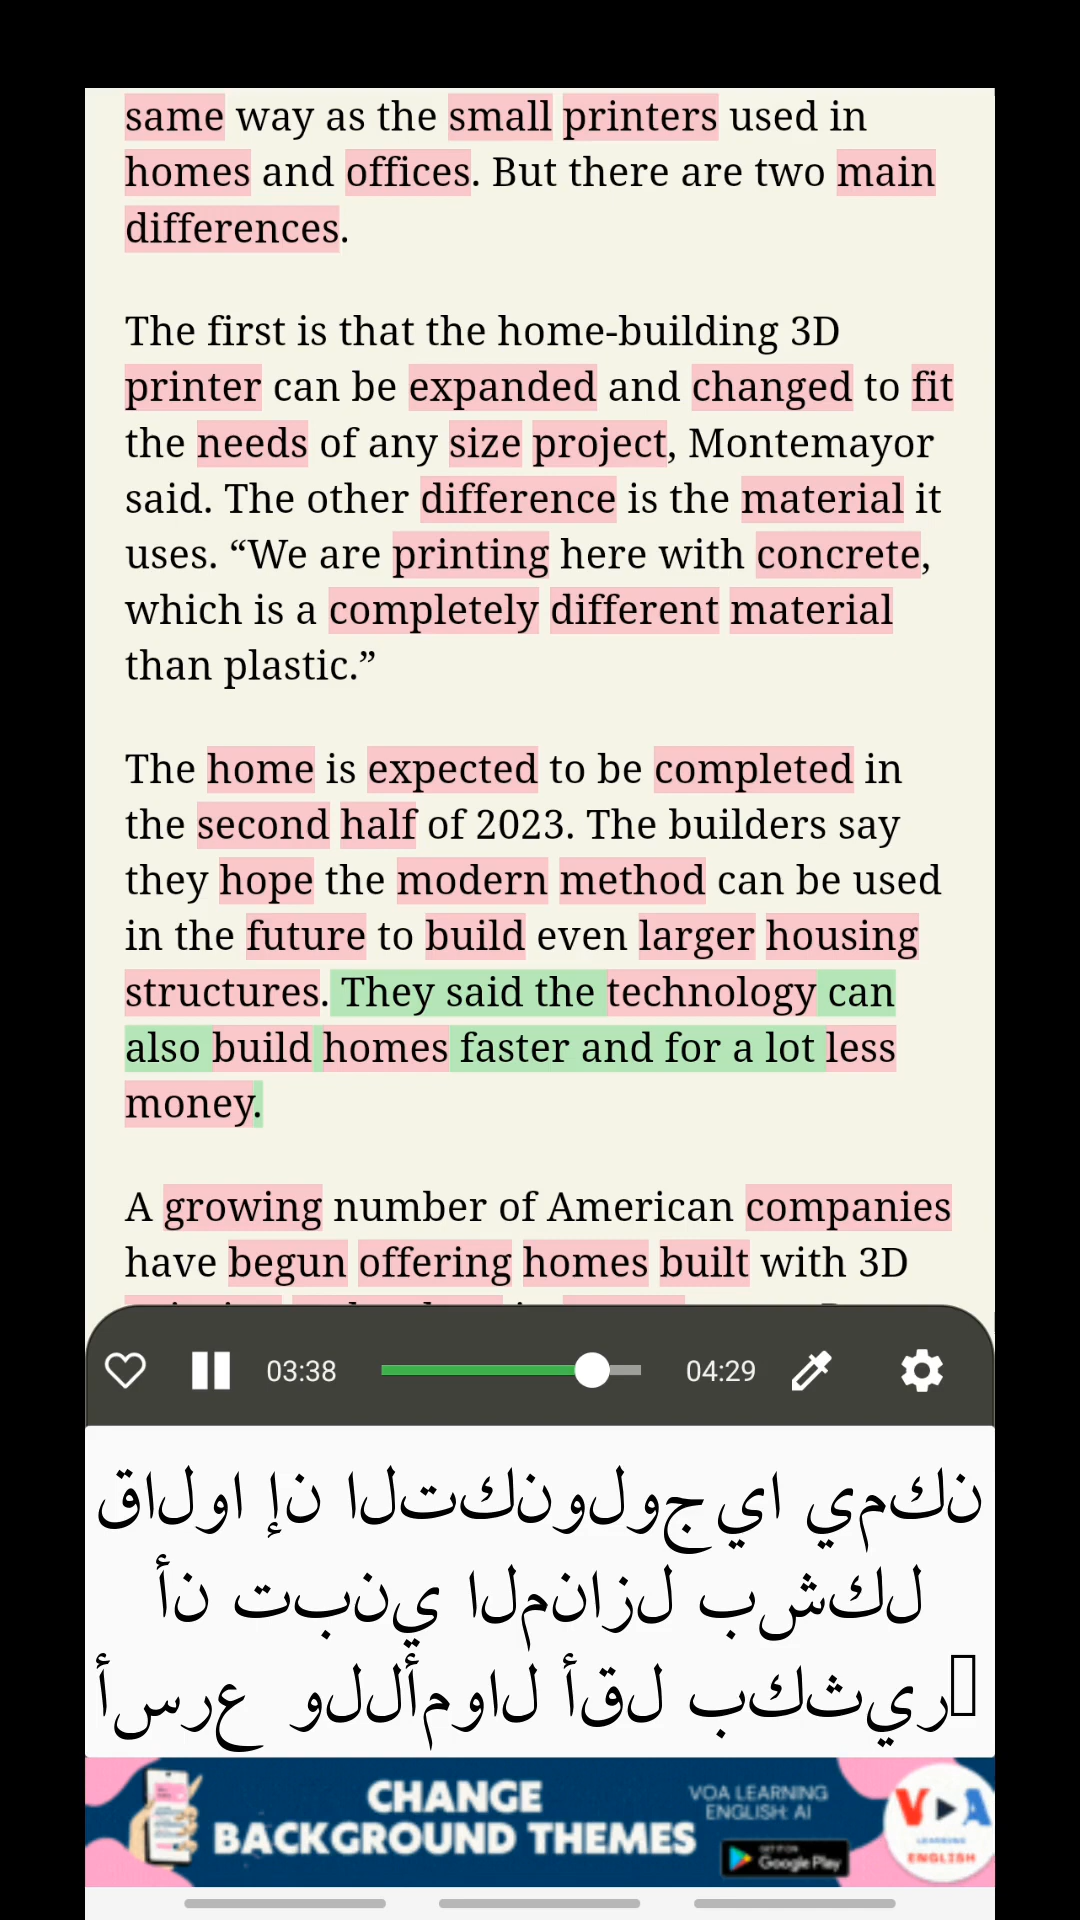 same way as the small printers used in
homes and offices. But there are two main
differences.
The first is that the home-building 3D
printer can be expanded and changed to fit
the needs of any size project, Montemayor
said. The other difference is the material it
uses. “We are printing here with concrete,
which is a completely different material
than plastic.”
The home is expected to be completed in
the second half of 2023. The builders say
they hope the modern method can be used
in the future to build even larger housing
structures. They said the technology can
also build homes faster and for a lot less
money.
A growing number of American companies
have begun offering homes built with 3D
03:38 04:29
قالوا إن التكنولوجيا يمكن
أن تبني المنازل بشكل
أسرع وللأموال أقل بكثير
CHANGE
BACKGROUND THEMES
VOA LEARNING
ENGLISH: AI
GET IT ON
Google Play
VOA
LEARNING
ENGLISH